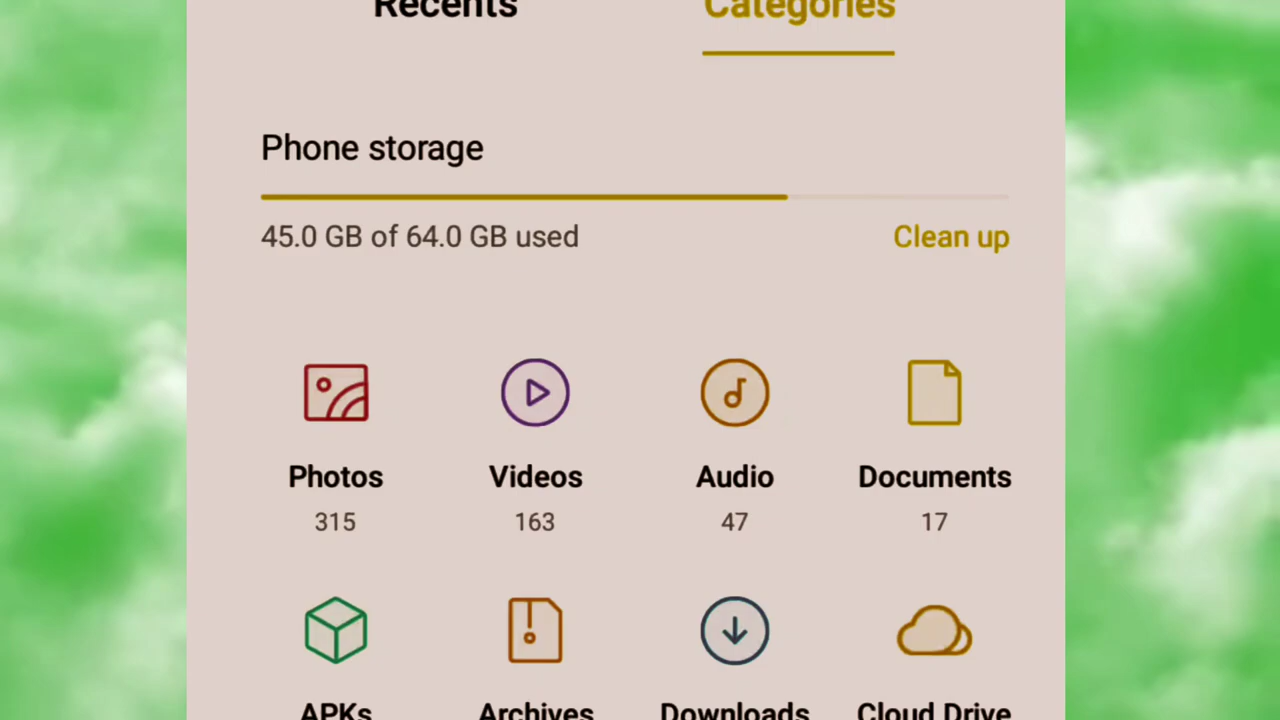 Recents Categories
Phone storage
45.0 GB of 64.0 GB used Clean up
Photos Videos Audio Documents
315 163 47 17
APKs Archives Downloads Cloud Drive